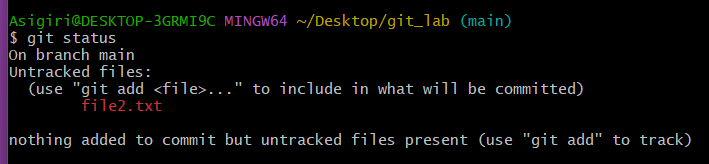 Asigiri@DESKTOP-3GRMI9C MINGW64 ~/Desktop/git_lab (main)
$ git status
On branch main
Untracked files:
  (use "git add <file>..." to include in what will be committed)
        file2.txt

nothing added to commit but untracked files present (use "git add" to track)